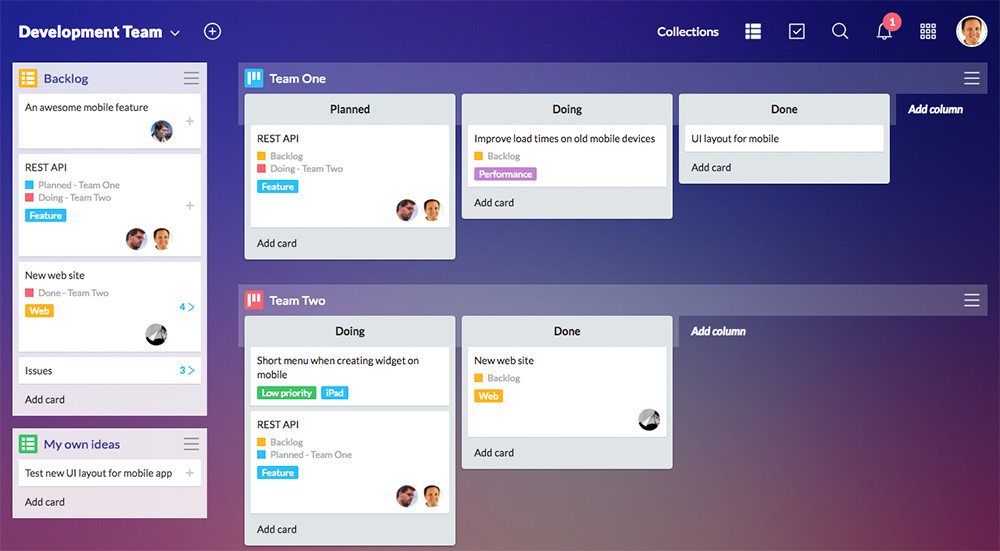 Development Team
Collections
1
Backlog
An awesome mobile feature
REST API
Planned - Team One
Doing - Team Two
Feature
New web site
Done - Team Two
Web
4
Issues
3
Add card
My own ideas
Test new UI layout for mobile app
Add card
Team One
Planned
REST API
Backlog
Doing - Team Two
Feature
Add card
Doing
Improve load times on old mobile devices
Backlog
Performance
Add card
Done
UI layout for mobile
Add card
Add column
Team Two
Doing
Short menu when creating widget on
mobile
Low priority iPad
REST API
Backlog
Planned - Team One
Feature
Add card
Done
New web site
Backlog
Web
Add card
Add column